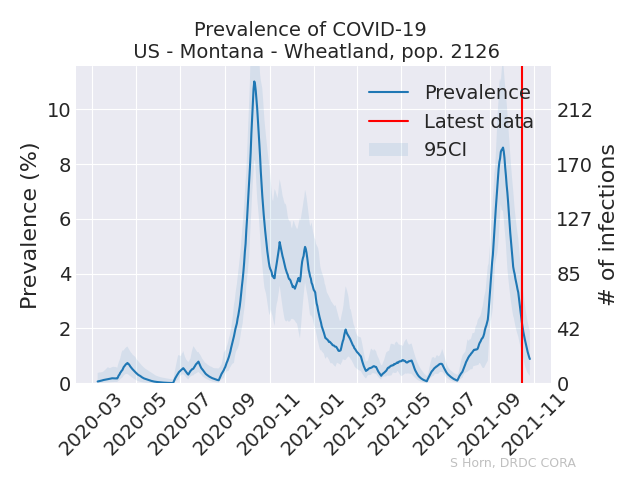 Prevalence of COVID-19
US - Montana - Wheatland, pop. 2126
Prevalence
Latest data
95CI
Prevalence (%)
10
8
6
4
2
0
212
170
127
85
42
0
# of infections
2020-03
2020-05
2020-07
2020-09
2020-11
2021-01
2021-03
2021-05
2021-07
2021-09
2021-11
S Horn, DRDC CORA